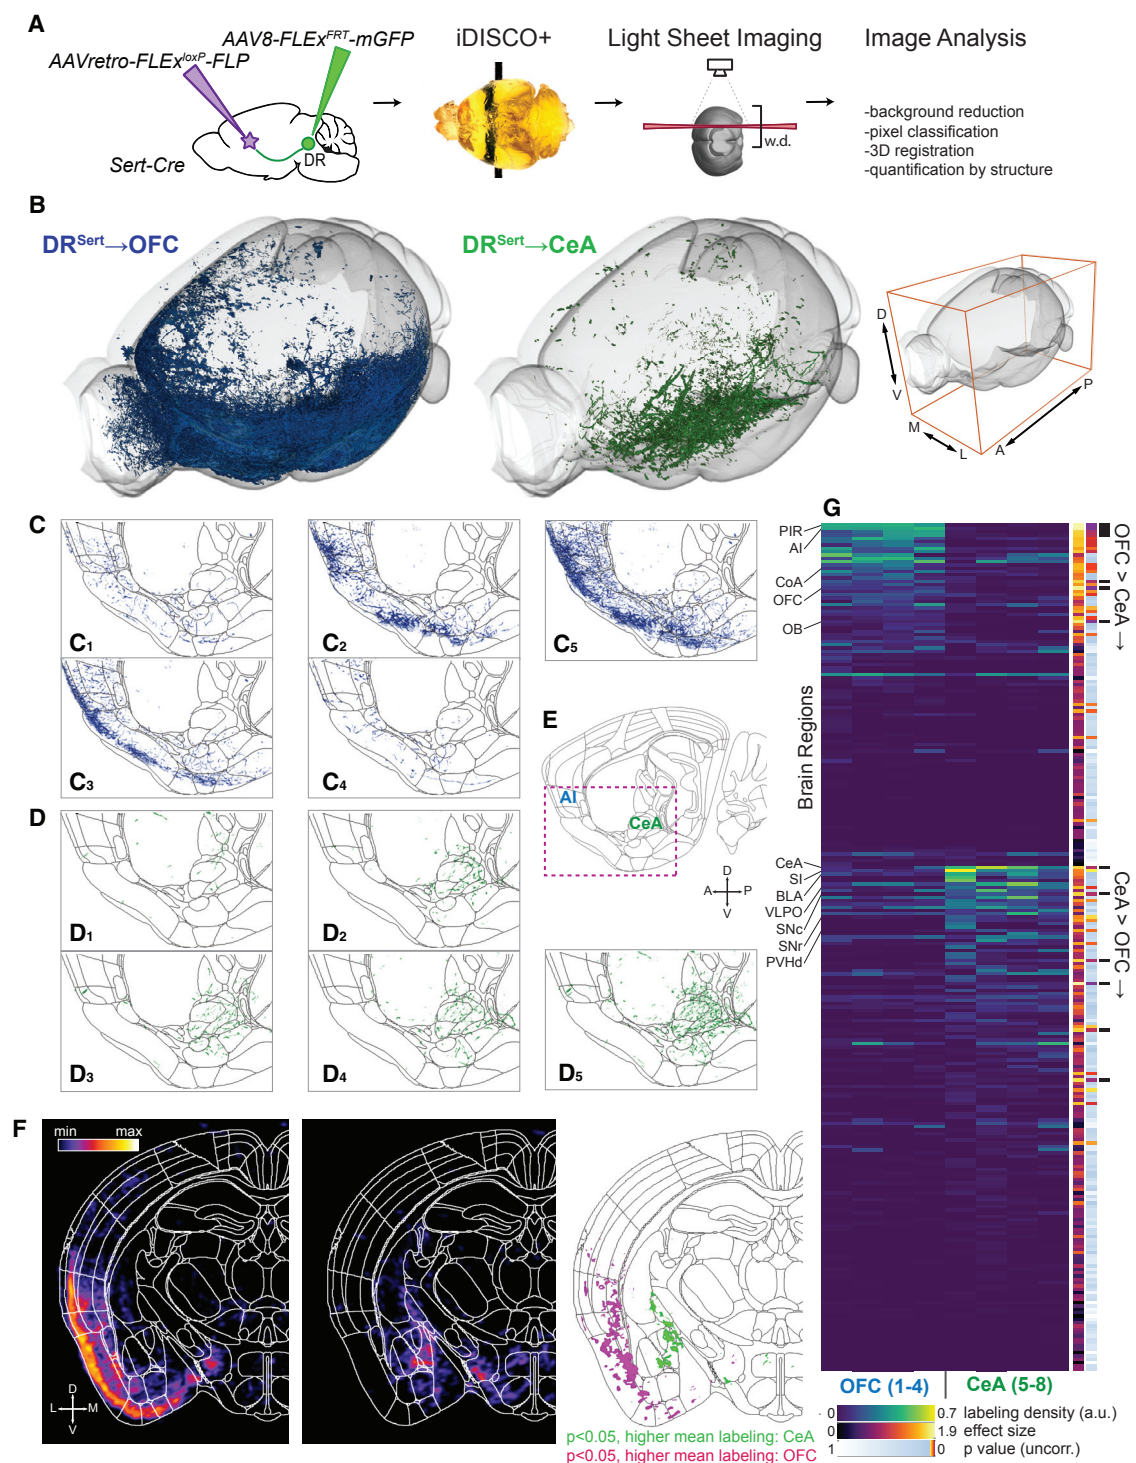 A
AAVretro-FLEx^loxP-FLP
AAV8-FLEx^FRT-mGFP
Sert-Cre
DR
iDISCO+
Light Sheet Imaging
w.d.
Image Analysis
-background reduction
-pixel classification
-3D registration
-quantification by structure
B
DR^Sert→OFC
DR^Sert→CeA
D
V
M
L
A
P
C
C1
C2
C5
C3
C4
D
D1
D2
D3
D4
D5
E
AI
CeA
D
A P
V
F
min max
D
L M
V
p<0.05, higher mean labeling: CeA
p<0.05, higher mean labeling: OFC
G
PIR
AI
CoA
OFC
OB
Brain Regions
CeA
SI
BLA
VLPO
SNc
SNr
PVHd
OFC > CeA →
CeA > OFC →
OFC (1-4) CeA (5-8)
0 0.7 labeling density (a.u.)
0 1.9 effect size
1 0 p value (uncorr.)